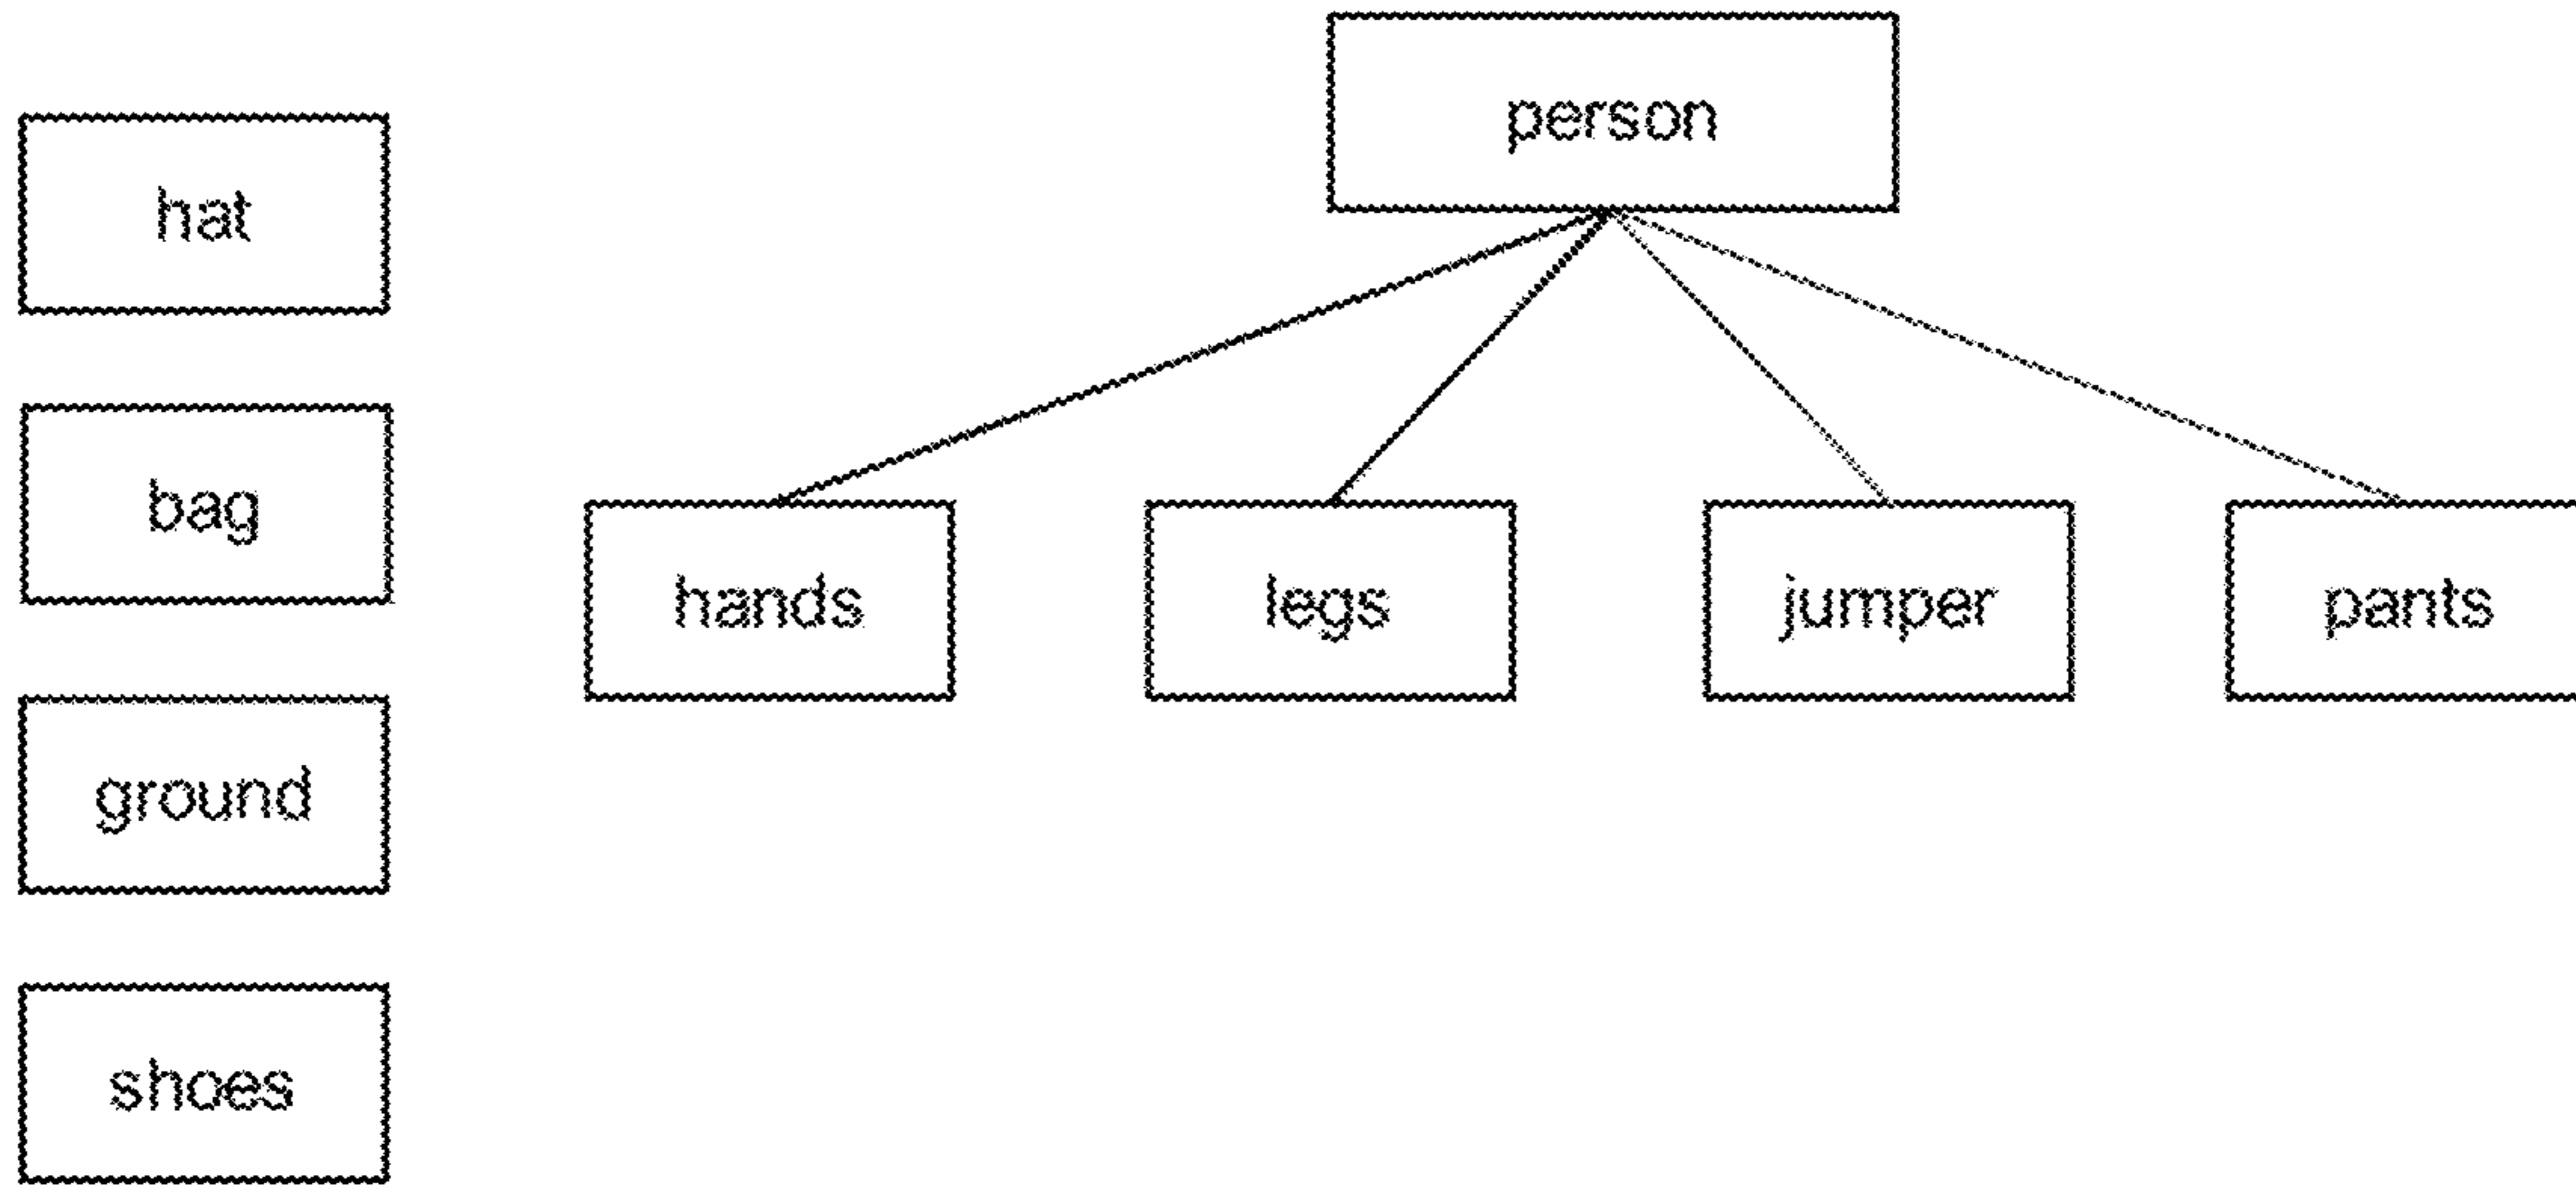 person
hat
bag
hands
legs
jumper
pants
ground
shoes